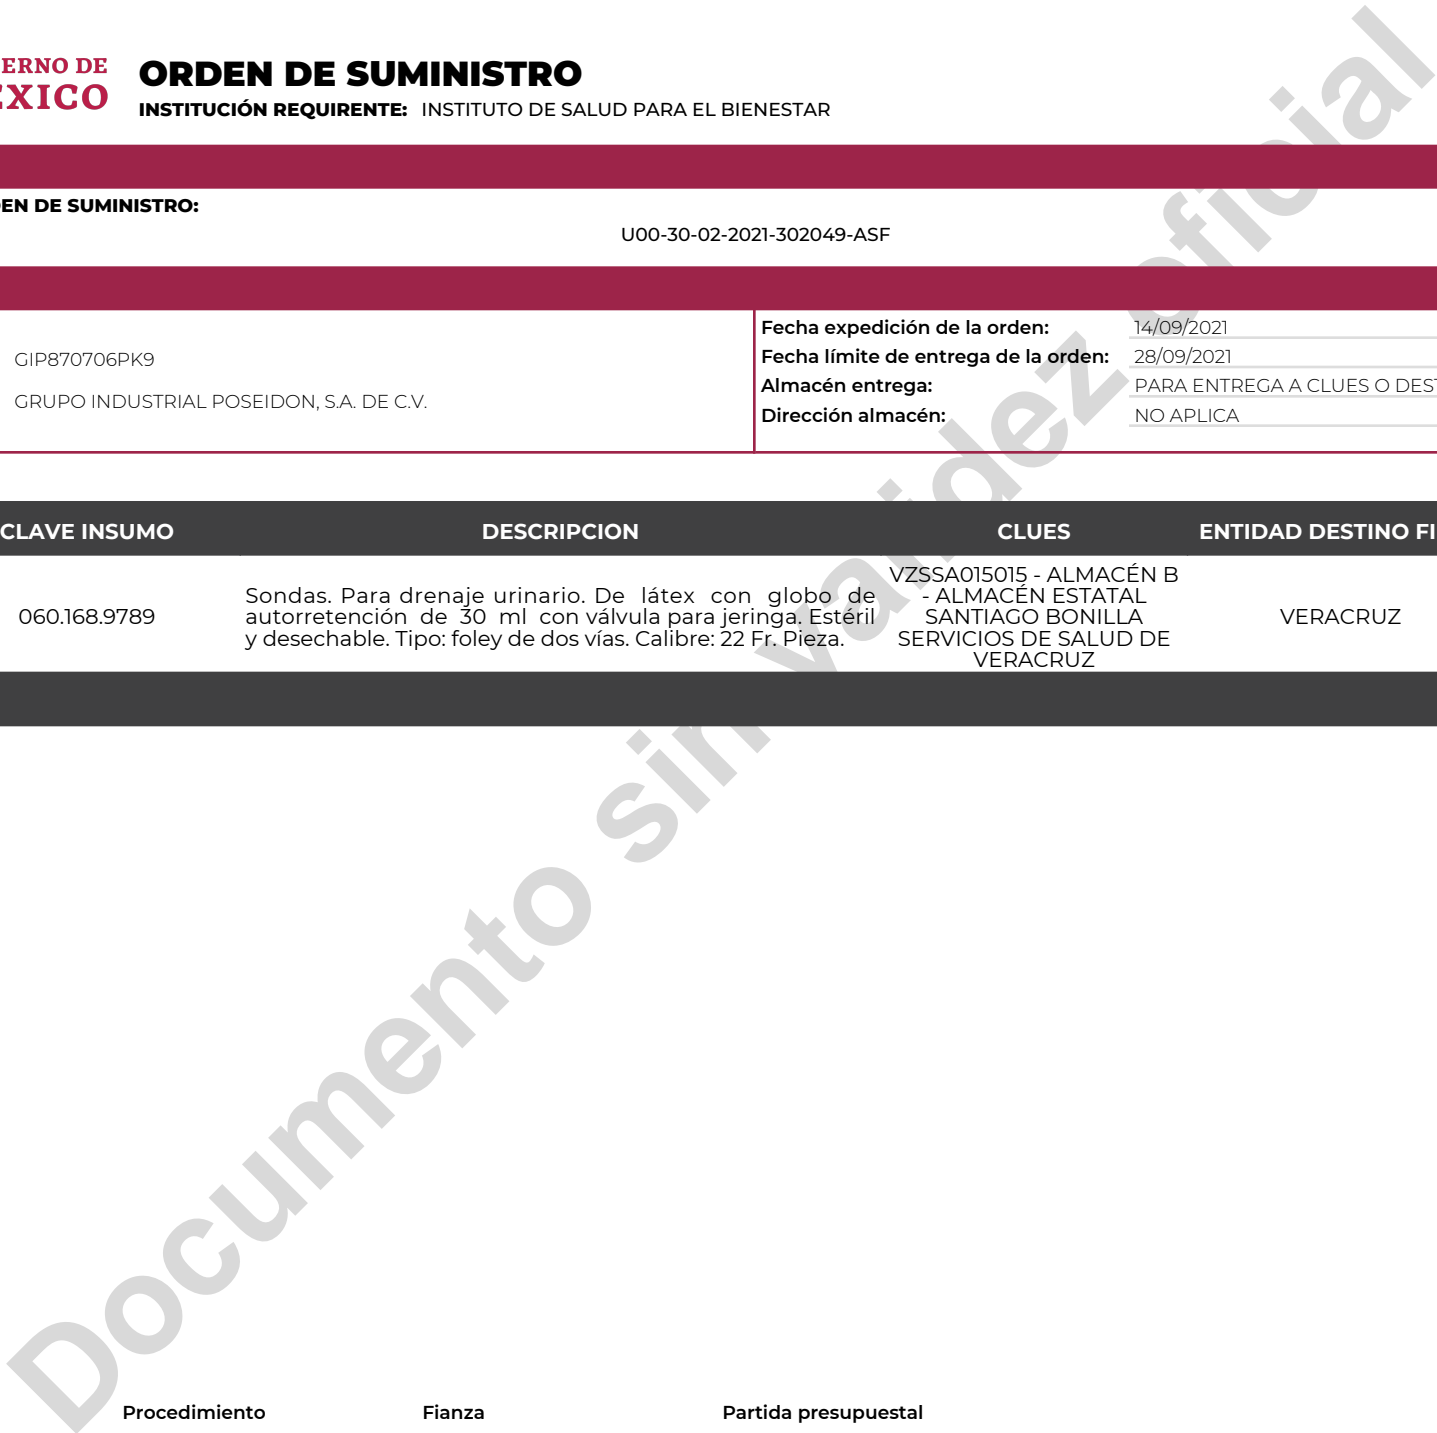 ERNO DE
EXICO
ORDEN DE SUMINISTRO
INSTITUCIÓN REQUIRENTE: INSTITUTO DE SALUD PARA EL BIENESTAR
EN DE SUMINISTRO:
U00-30-02-2021-302049-ASF
GIP870706PK9
GRUPO INDUSTRIAL POSEIDON, S.A. DE C.V.
Fecha expedición de la orden: 14/09/2021
Fecha límite de entrega de la orden: 28/09/2021
Almacén entrega: PARA ENTREGA A CLUES O DEST
Dirección almacén: NO APLICA
CLAVE INSUMO DESCRIPCION CLUES ENTIDAD DESTINO FI
060.168.9789
Sondas. Para drenaje urinario. De látex con globo de
autorretención de 30 ml con válvula para jeringa. Estéril
y desechable. Tipo: foley de dos vías. Calibre: 22 Fr. Pieza.
VZSSA015015 - ALMACÉN B
- ALMACÉN ESTATAL
SANTIAGO BONILLA
SERVICIOS DE SALUD DE
VERACRUZ
VERACRUZ
Documento sin validez oficial
Procedimiento Fianza Partida presupuestal